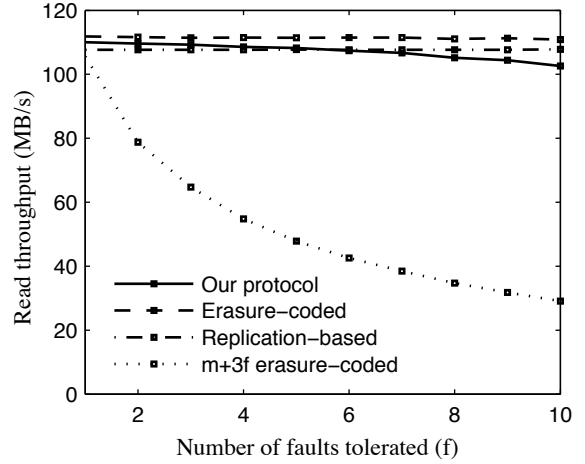 120
100
80
60
40
20
0
Read throughput (MB/s)
Our protocol
Erasure−coded
Replication−based
m+3f erasure−coded
2 4 6 8 10
Number of faults tolerated (f)